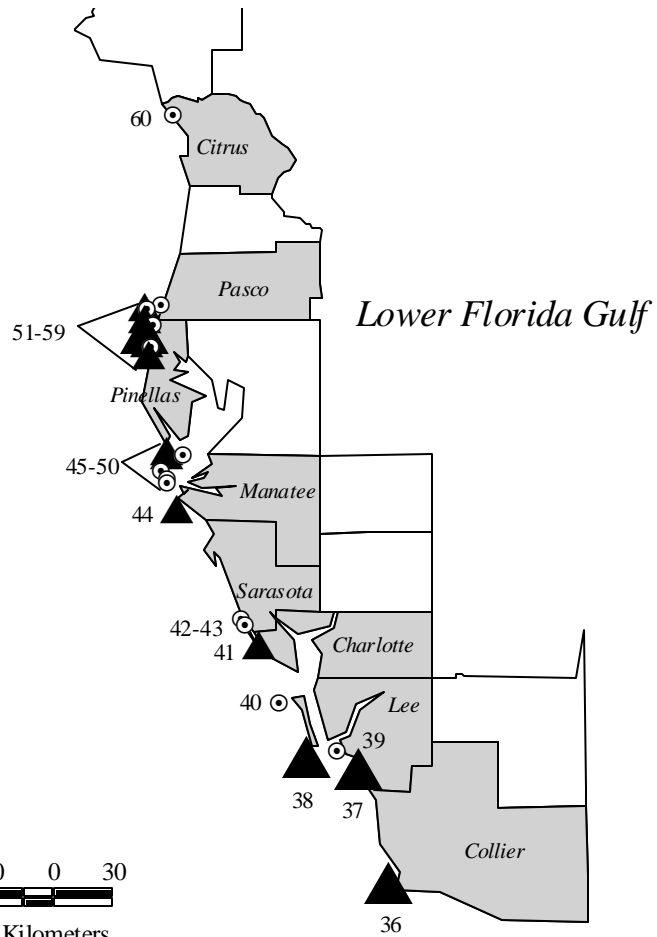 60
Citrus
Pasco
Lower Florida Gulf
51-59
Pinellas
45-50
Manatee
44
Sarasota
42-43
41
Charlotte
40
Lee
39
38
37
Collier
0 30
Kilometers
36